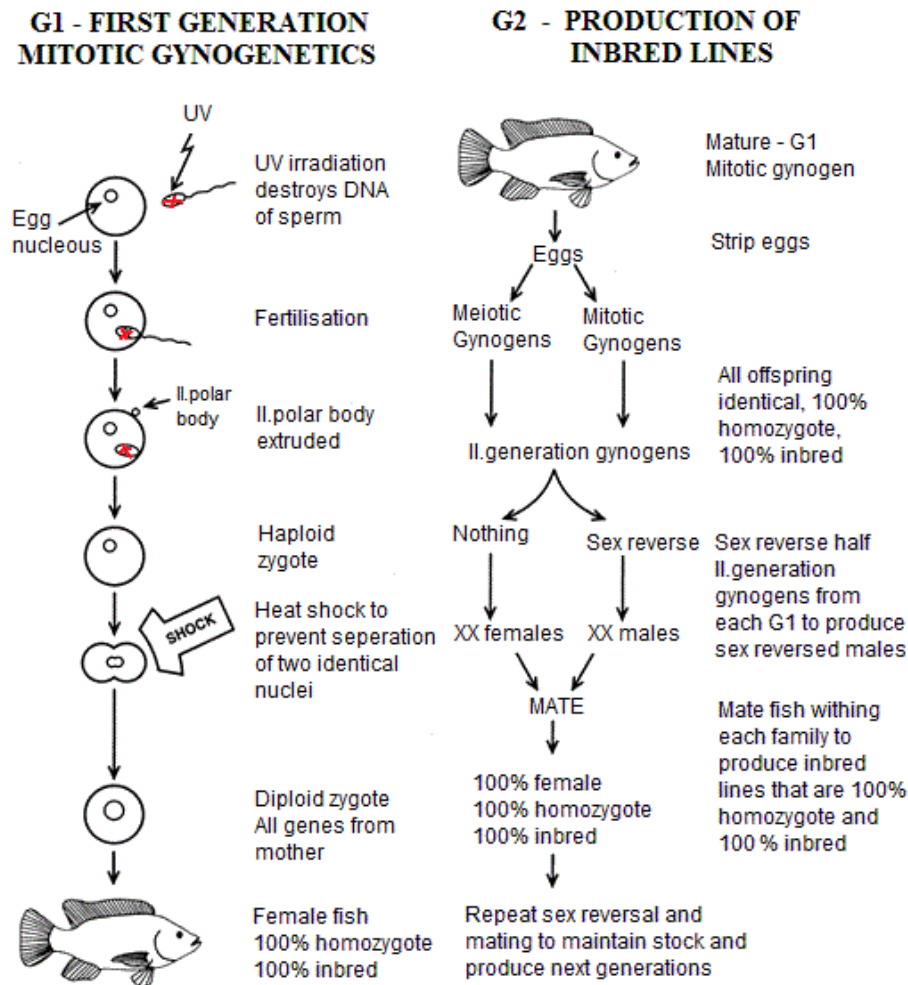 G1 - FIRST GENERATION
MITOTIC GYNOGENETICS
UV
UV irradiation
destroys DNA
of sperm
Egg
nucleous
Fertilisation
II.polar
body
II.polar body
extruded
Haploid
zygote
Heat shock to
prevent seperation
of two identical
nuclei
SHOCK
Diploid zygote
All genes from
mother
Female fish
100% homozygote
100% inbred
G2 - PRODUCTION OF
INBRED LINES
Mature - G1
Mitotic gynogen
Eggs
Strip eggs
Meiotic
Gynogens
Mitotic
Gynogens
All offspring
identical, 100%
homozygote,
100% inbred
II.generation gynogens
Nothing
Sex reverse
Sex reverse half
II.generation
gynogens from
each G1 to produce
sex reversed males
XX females
XX males
MATE
Mate fish withing
each family to
produce inbred
lines that are 100%
homozygote and
100 % inbred
100% female
100% homozygote
100% inbred
Repeat sex reversal and
mating to maintain stock and
produce next generations